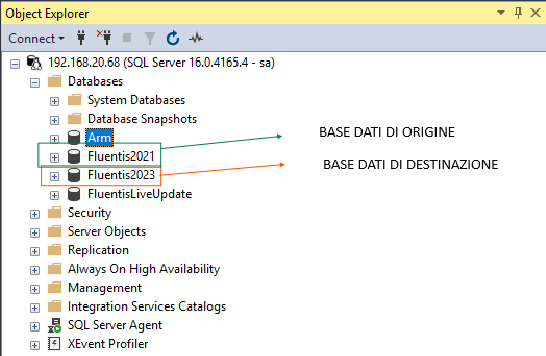 Object Explorer
Connect
192.168.20.68 (SQL Server 16.0.4165.4 - sa)
Databases
System Databases
Database Snapshots
Arm
BASE DATI DI ORIGINE
Fluentis2021
BASE DATI DI DESTINAZIONE
Fluentis2023
FluentisLiveUpdate
Security
Server Objects
Replication
Always On High Availability
Management
Integration Services Catalogs
SQL Server Agent
XEvent Profiler